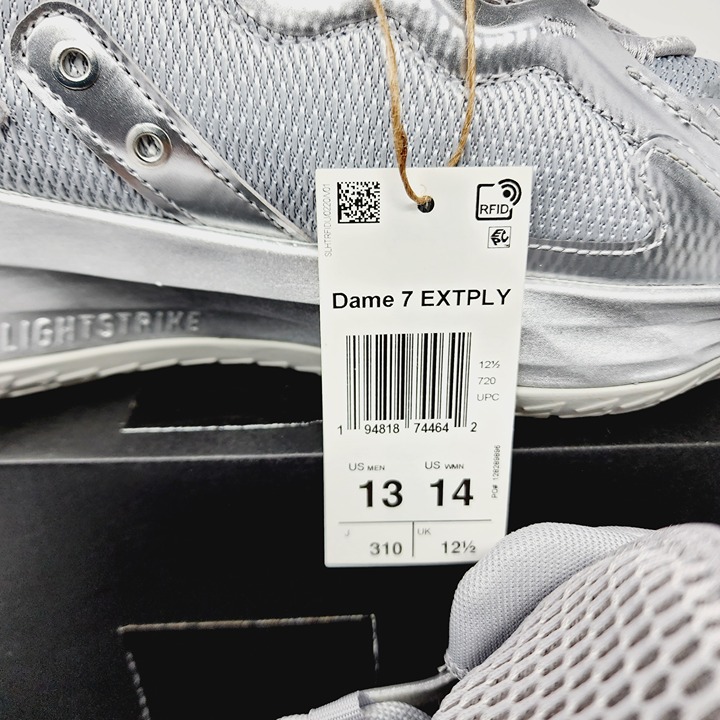 LIGHTSTRIKE
RFID
Dame 7 EXTPLY
12½
720
UPC
1 94818 74464 2
US MEN US WMN
13 14
J 310 UK 12½